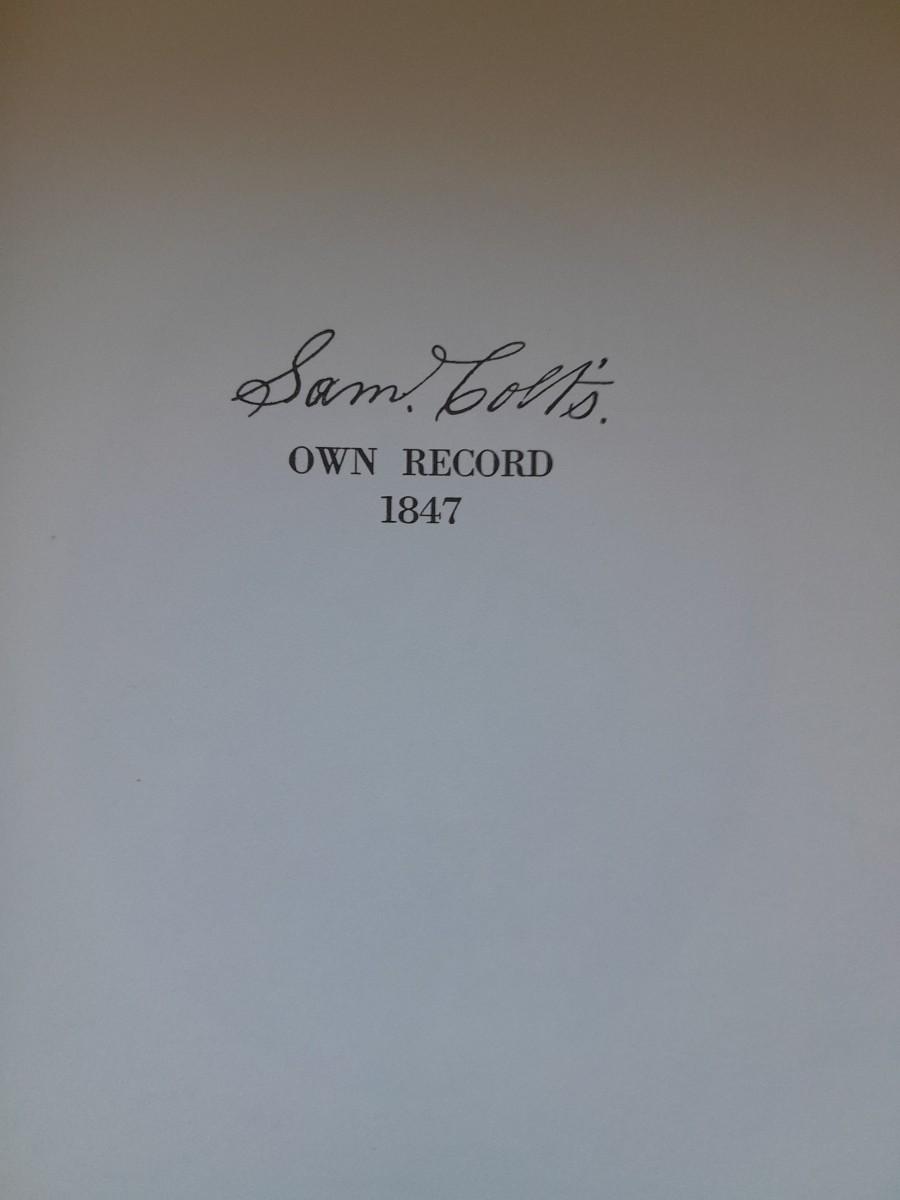 Sam. Colt's.
OWN RECORD
1847